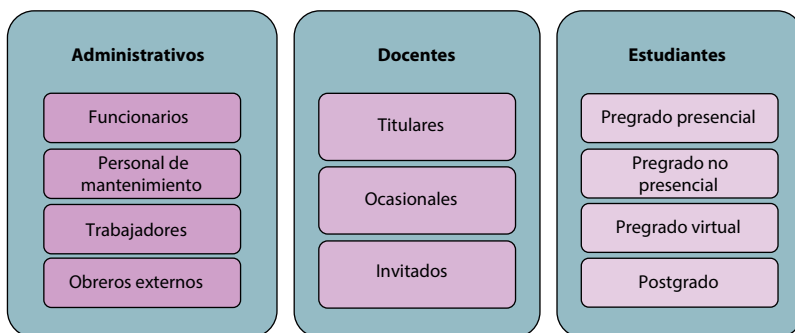 Administrativos
Funcionarios
Personal de
mantenimiento
Trabajadores
Obreros externos
Docentes
Titulares
Ocasionales
Invitados
Estudiantes
Pregrado presencial
Pregrado no
presencial
Pregrado virtual
Postgrado